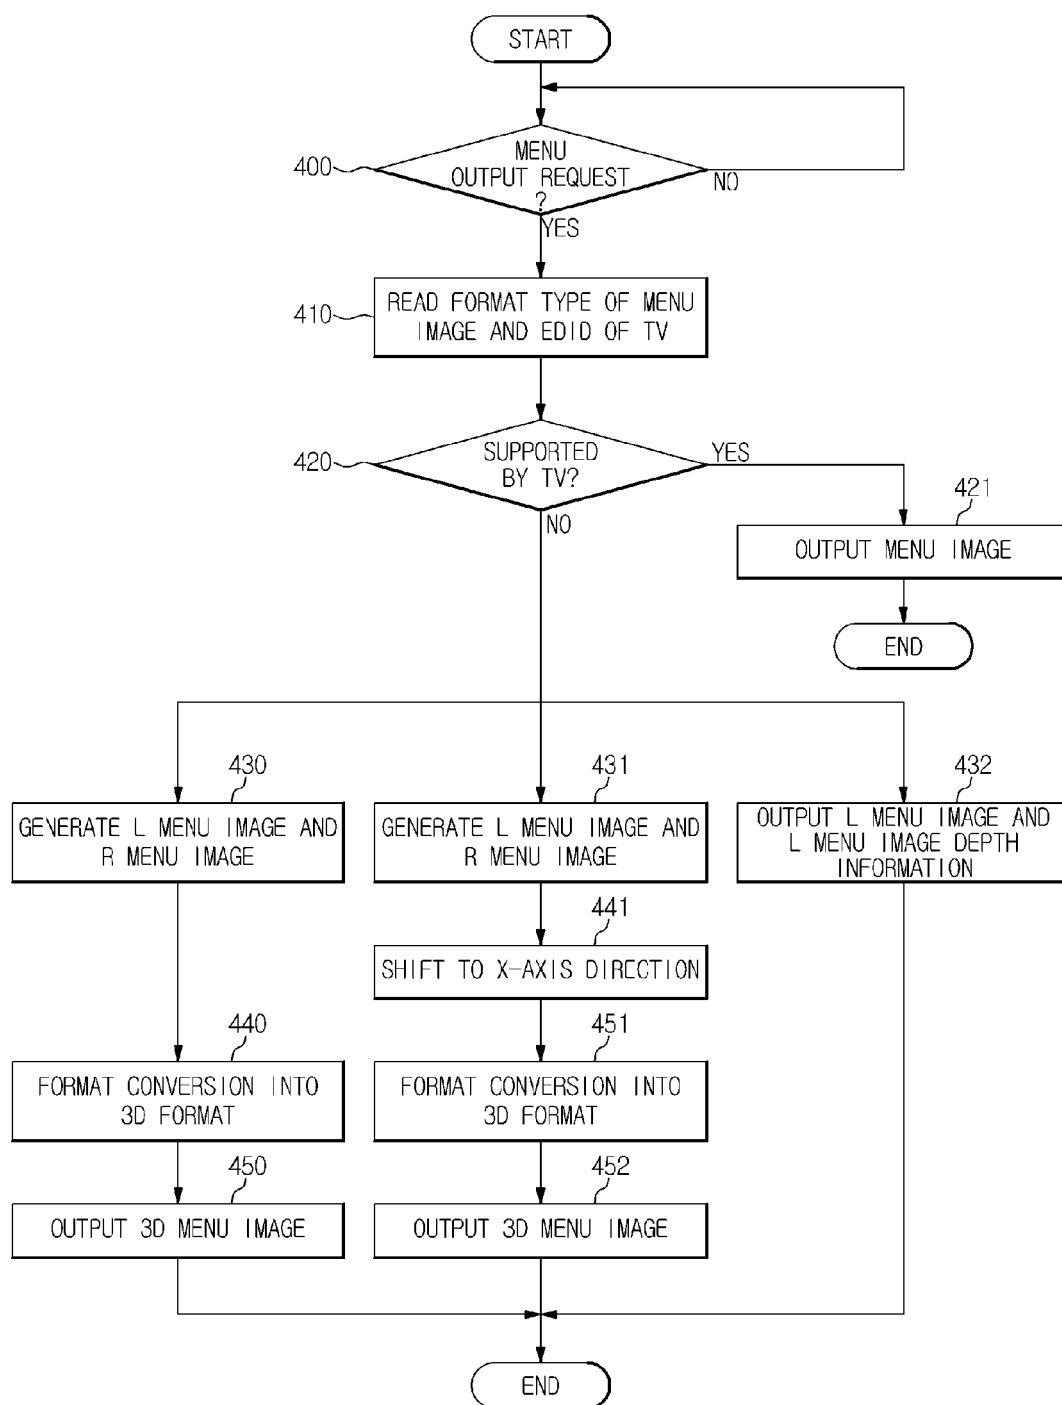 START
MENU
OUTPUT REQUEST
?
400
NO
YES
READ FORMAT TYPE OF MENU
IMAGE AND EDID OF TV
410
SUPPORTED
BY TV?
420
YES
NO
421
OUTPUT MENU IMAGE
END
430
GENERATE L MENU IMAGE AND
R MENU IMAGE
431
GENERATE L MENU IMAGE AND
R MENU IMAGE
432
OUTPUT L MENU IMAGE AND
L MENU IMAGE DEPTH
INFORMATION
441
SHIFT TO X-AXIS DIRECTION
440
FORMAT CONVERSION INTO
3D FORMAT
451
FORMAT CONVERSION INTO
3D FORMAT
450
OUTPUT 3D MENU IMAGE
452
OUTPUT 3D MENU IMAGE
END